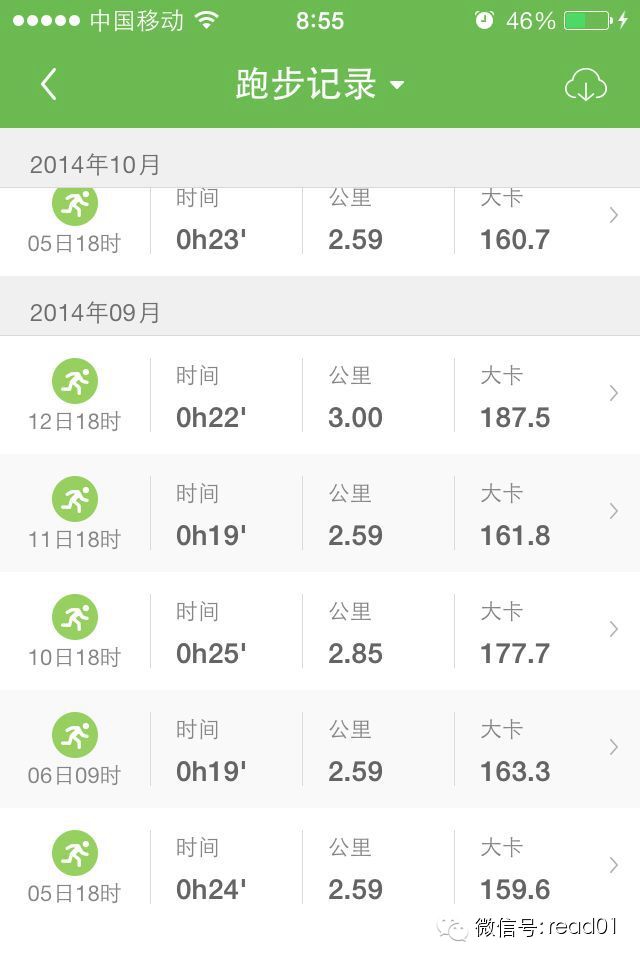 中国移动 8:55 46%
跑步记录
2014年10月
时间 公里 大卡
05日18时 0h23' 2.59 160.7
2014年09月
时间 公里 大卡
12日18时 0h22' 3.00 187.5
时间 公里 大卡
11日18时 0h19' 2.59 161.8
时间 公里 大卡
10日18时 0h25' 2.85 177.7
时间 公里 大卡
06日09时 0h19' 2.59 163.3
时间 公里 大卡
05日18时 0h24' 2.59 159.6
微信号: read01